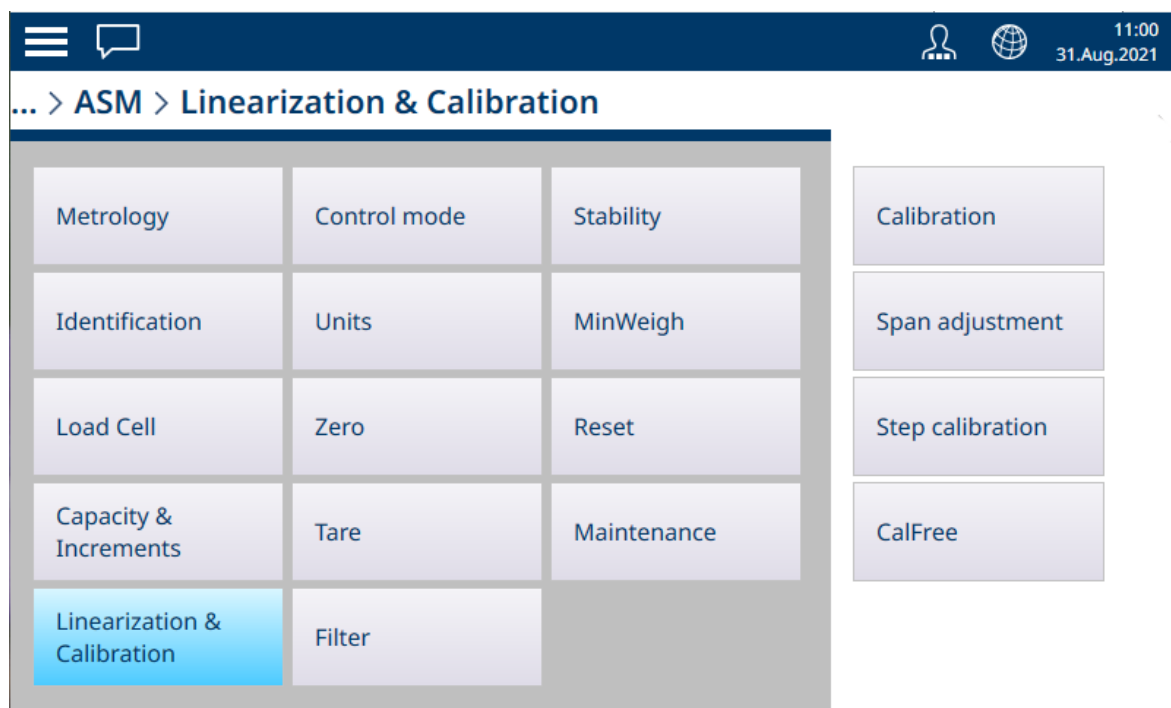 11:00
31.Aug.2021
... > ASM > Linearization & Calibration
Metrology
Control mode
Stability
Calibration
Identification
Units
MinWeigh
Span adjustment
Load Cell
Zero
Reset
Step calibration
Capacity &
Increments
Tare
Maintenance
CalFree
Linearization &
Calibration
Filter